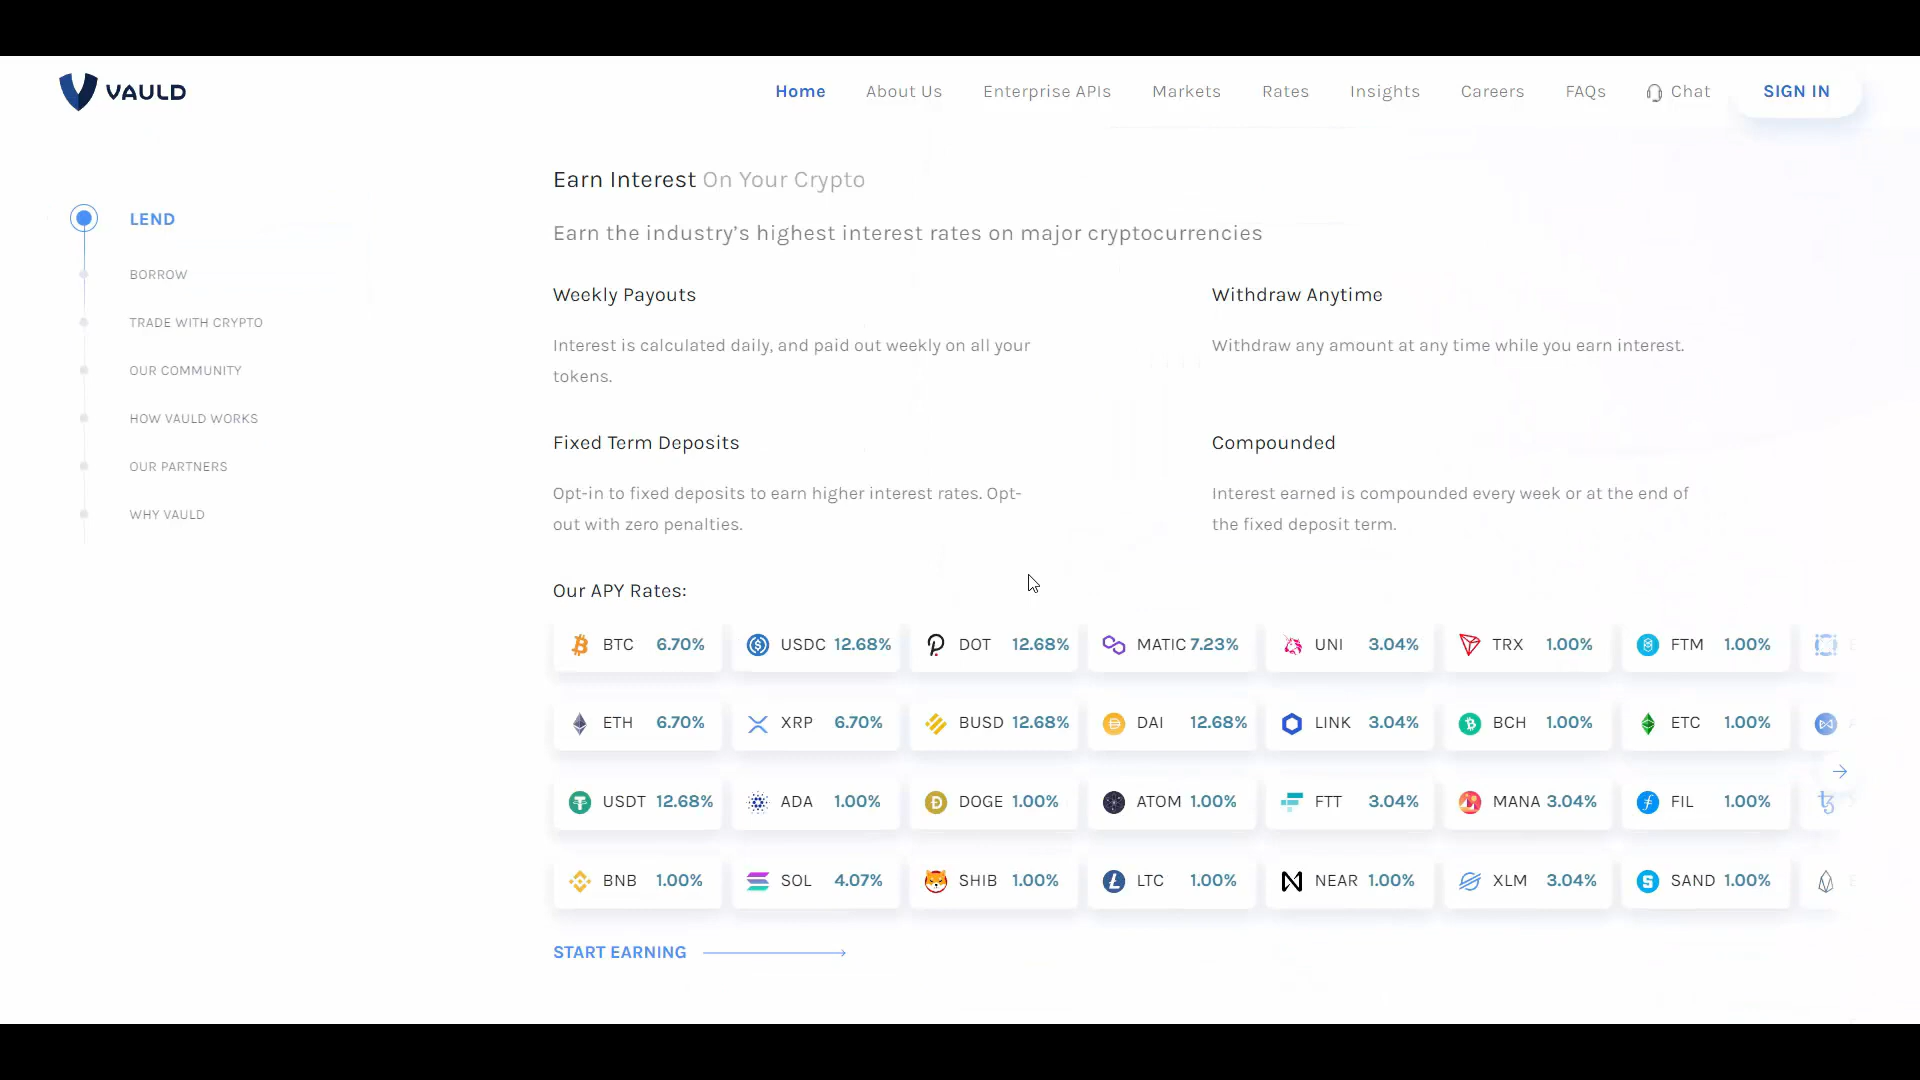 VAULD
Home About Us Enterprise APIs Markets Rates Insights Careers FAQs Chat SIGN IN
LEND
BORROW
TRADE WITH CRYPTO
OUR COMMUNITY
HOW VAULD WORKS
OUR PARTNERS
WHY VAULD
Earn Interest On Your Crypto
Earn the industry’s highest interest rates on major cryptocurrencies
Weekly Payouts
Interest is calculated daily, and paid out weekly on all your
tokens.
Withdraw Anytime
Withdraw any amount at any time while you earn interest.
Fixed Term Deposits
Opt-in to fixed deposits to earn higher interest rates. Opt-
out with zero penalties.
Compounded
Interest earned is compounded every week or at the end of
the fixed deposit term.
Our APY Rates:
BTC 6.70% USDC 12.68% DOT 12.68% MATIC 7.23% UNI 3.04% TRX 1.00% FTM 1.00%
ETH 6.70% XRP 6.70% BUSD 12.68% DAI 12.68% LINK 3.04% BCH 1.00% ETC 1.00%
USDT 12.68% ADA 1.00% DOGE 1.00% ATOM 1.00% FTT 3.04% MANA 3.04% FIL 1.00%
BNB 1.00% SOL 4.07% SHIB 1.00% LTC 1.00% NEAR 1.00% XLM 3.04% SAND 1.00%
START EARNING